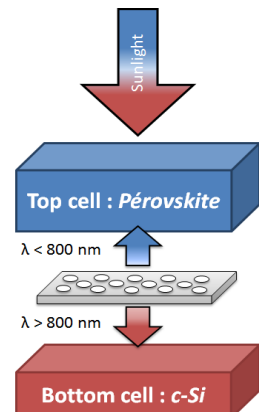 Sunlight
Top cell : Pérovskite
λ < 800 nm
λ > 800 nm
Bottom cell : c-Si